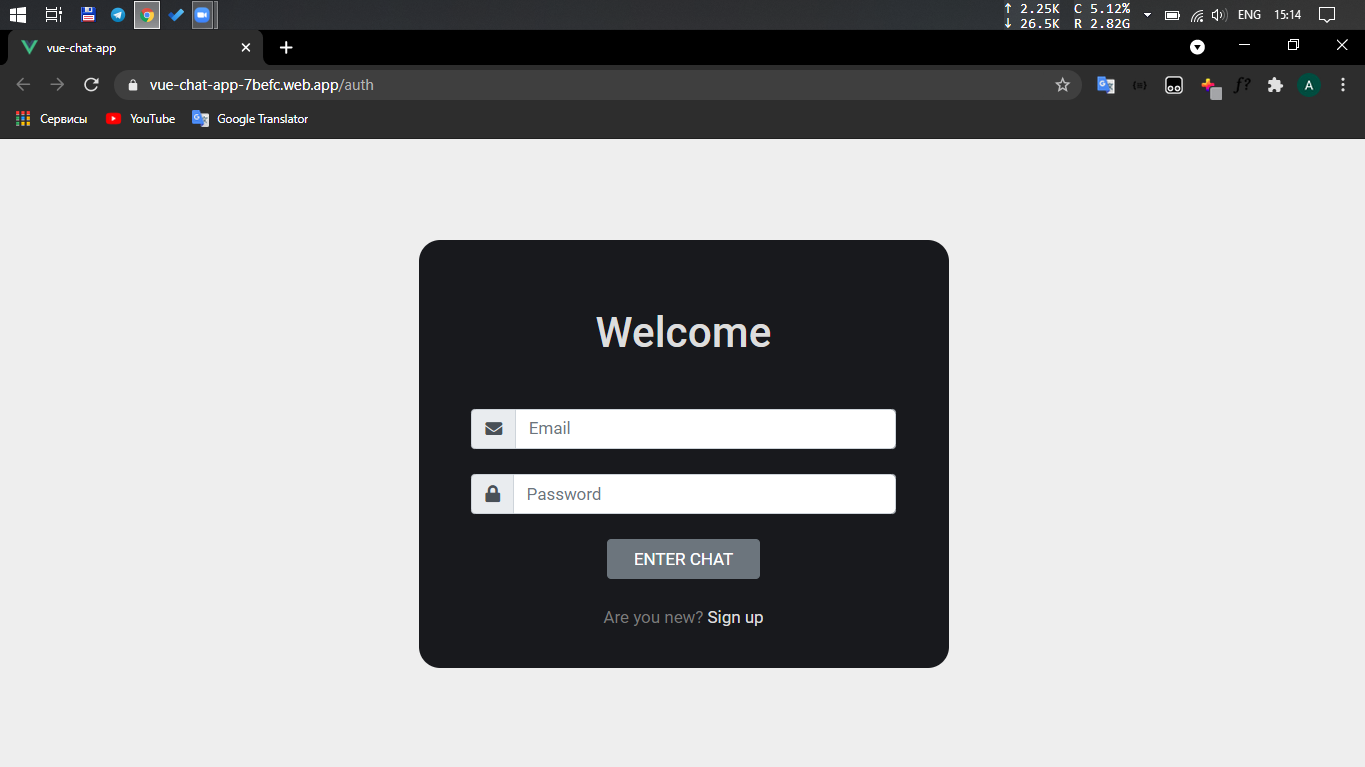 ↑ 2.25K C 5.12%
↓ 26.5K R 2.82G
ENG 15:14
vue-chat-app
vue-chat-app-7befc.web.app/auth
f?
A
Сервисы YouTube Google Translator
Welcome
Email
Password
ENTER CHAT
Are you new? Sign up